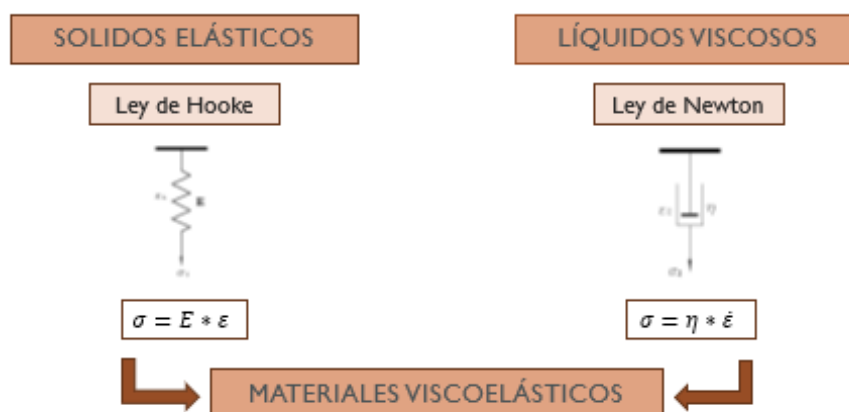 SOLIDOS ELÁSTICOS
LÍQUIDOS VISCOSOS
Ley de Hooke
Ley de Newton
η
σ = E ∗ ε
σ = η ∗ ε̇
MATERIALES VISCOELÁSTICOS